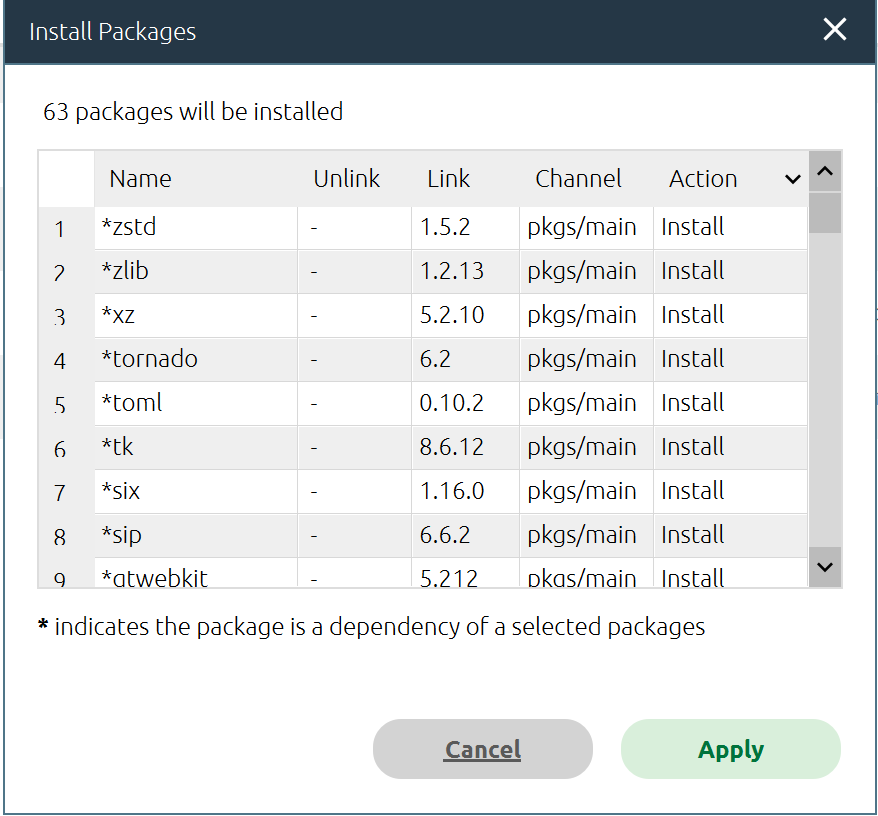 Install Packages
63 packages will be installed
Name Unlink Link Channel Action
1 *zstd - 1.5.2 pkgs/main Install
2 *zlib - 1.2.13 pkgs/main Install
3 *xz - 5.2.10 pkgs/main Install
4 *tornado - 6.2 pkgs/main Install
5 *toml - 0.10.2 pkgs/main Install
6 *tk - 8.6.12 pkgs/main Install
7 *six - 1.16.0 pkgs/main Install
8 *sip - 6.6.2 pkgs/main Install
9 *qtwebkit - 5.212 pkgs/main Install
* indicates the package is a dependency of a selected packages
Cancel Apply